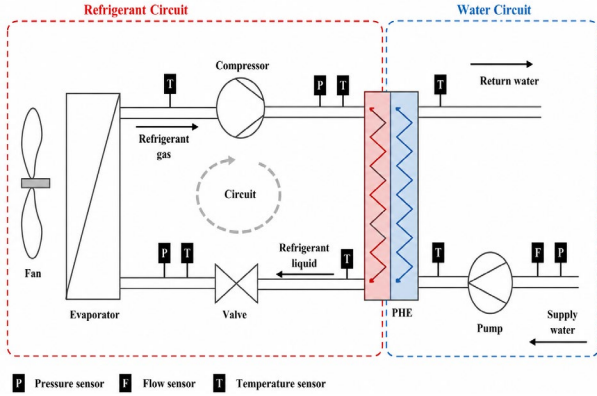 Refrigerant Circuit
Water Circuit
Compressor
T
P
T
T
Return water
Refrigerant
gas
Circuit
Fan
P
T
Refrigerant
liquid
T
T
F
P
Evaporator
Valve
PHE
Pump
Supply
water
P Pressure sensor
F Flow sensor
T Temperature sensor